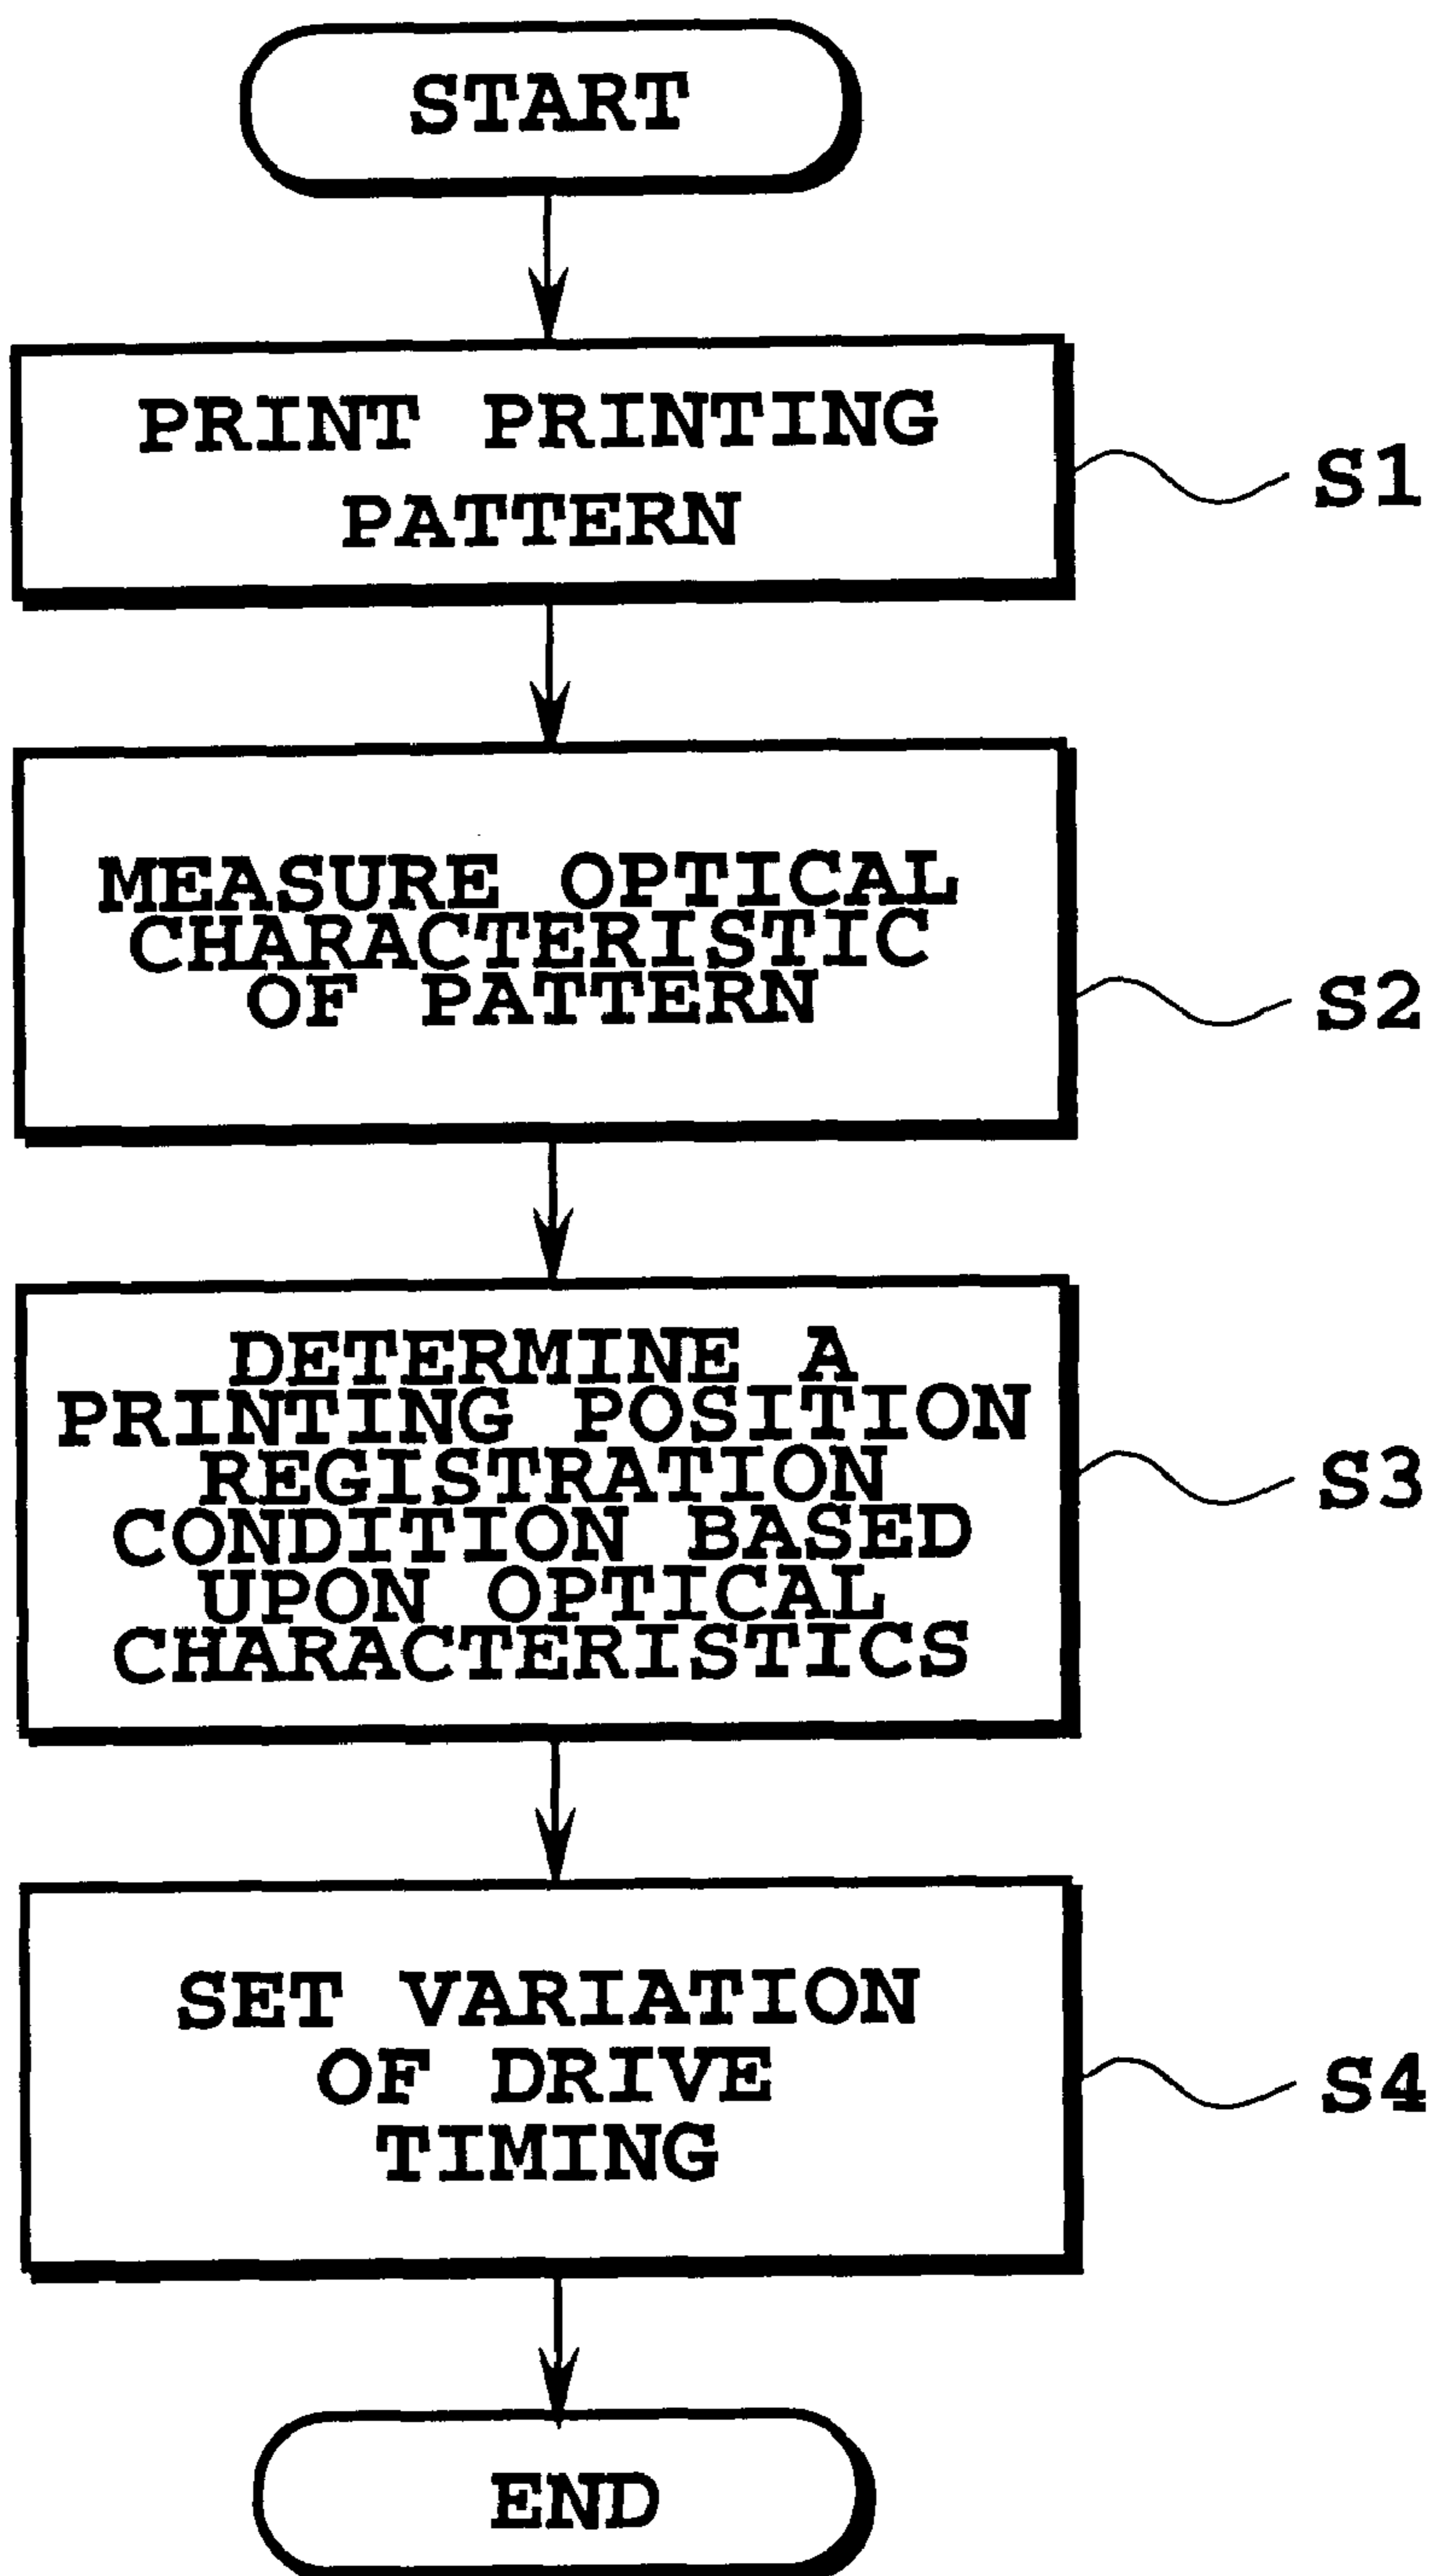 START
PRINT PRINTING
PATTERN
S1
MEASURE OPTICAL
CHARACTERISTIC
OF PATTERN
S2
DETERMINE A
PRINTING POSITION
REGISTRATION
CONDITION BASED
UPON OPTICAL
CHARACTERISTICS
S3
SET VARIATION
OF DRIVE
TIMING
S4
END